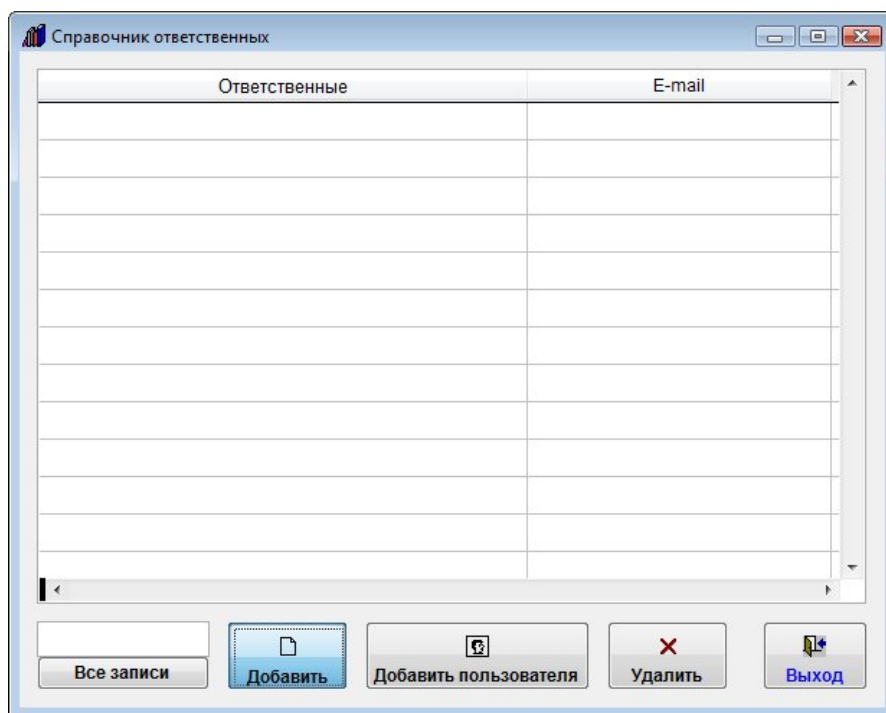 Справочник ответственных
Ответственные E-mail
Добавить Добавить пользователя Удалить Выход
Все записи